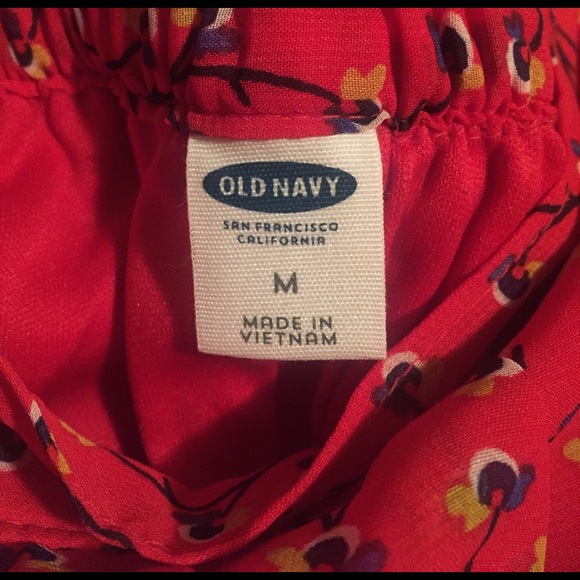 OLD NAVY
SAN FRANCISCO
CALIFORNIA
M
MADE IN
VIETNAM